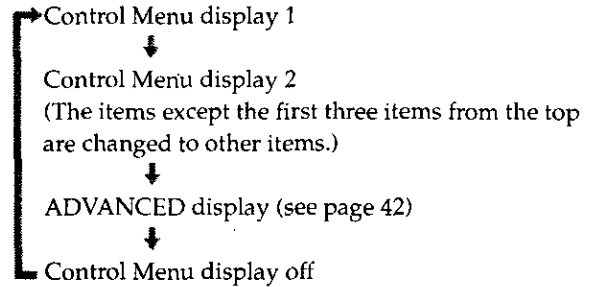 Control Menu display 1
Control Menu display 2
(The items except the first three items from the top
are changed to other items.)
ADVANCED display (see page 42)
Control Menu display off